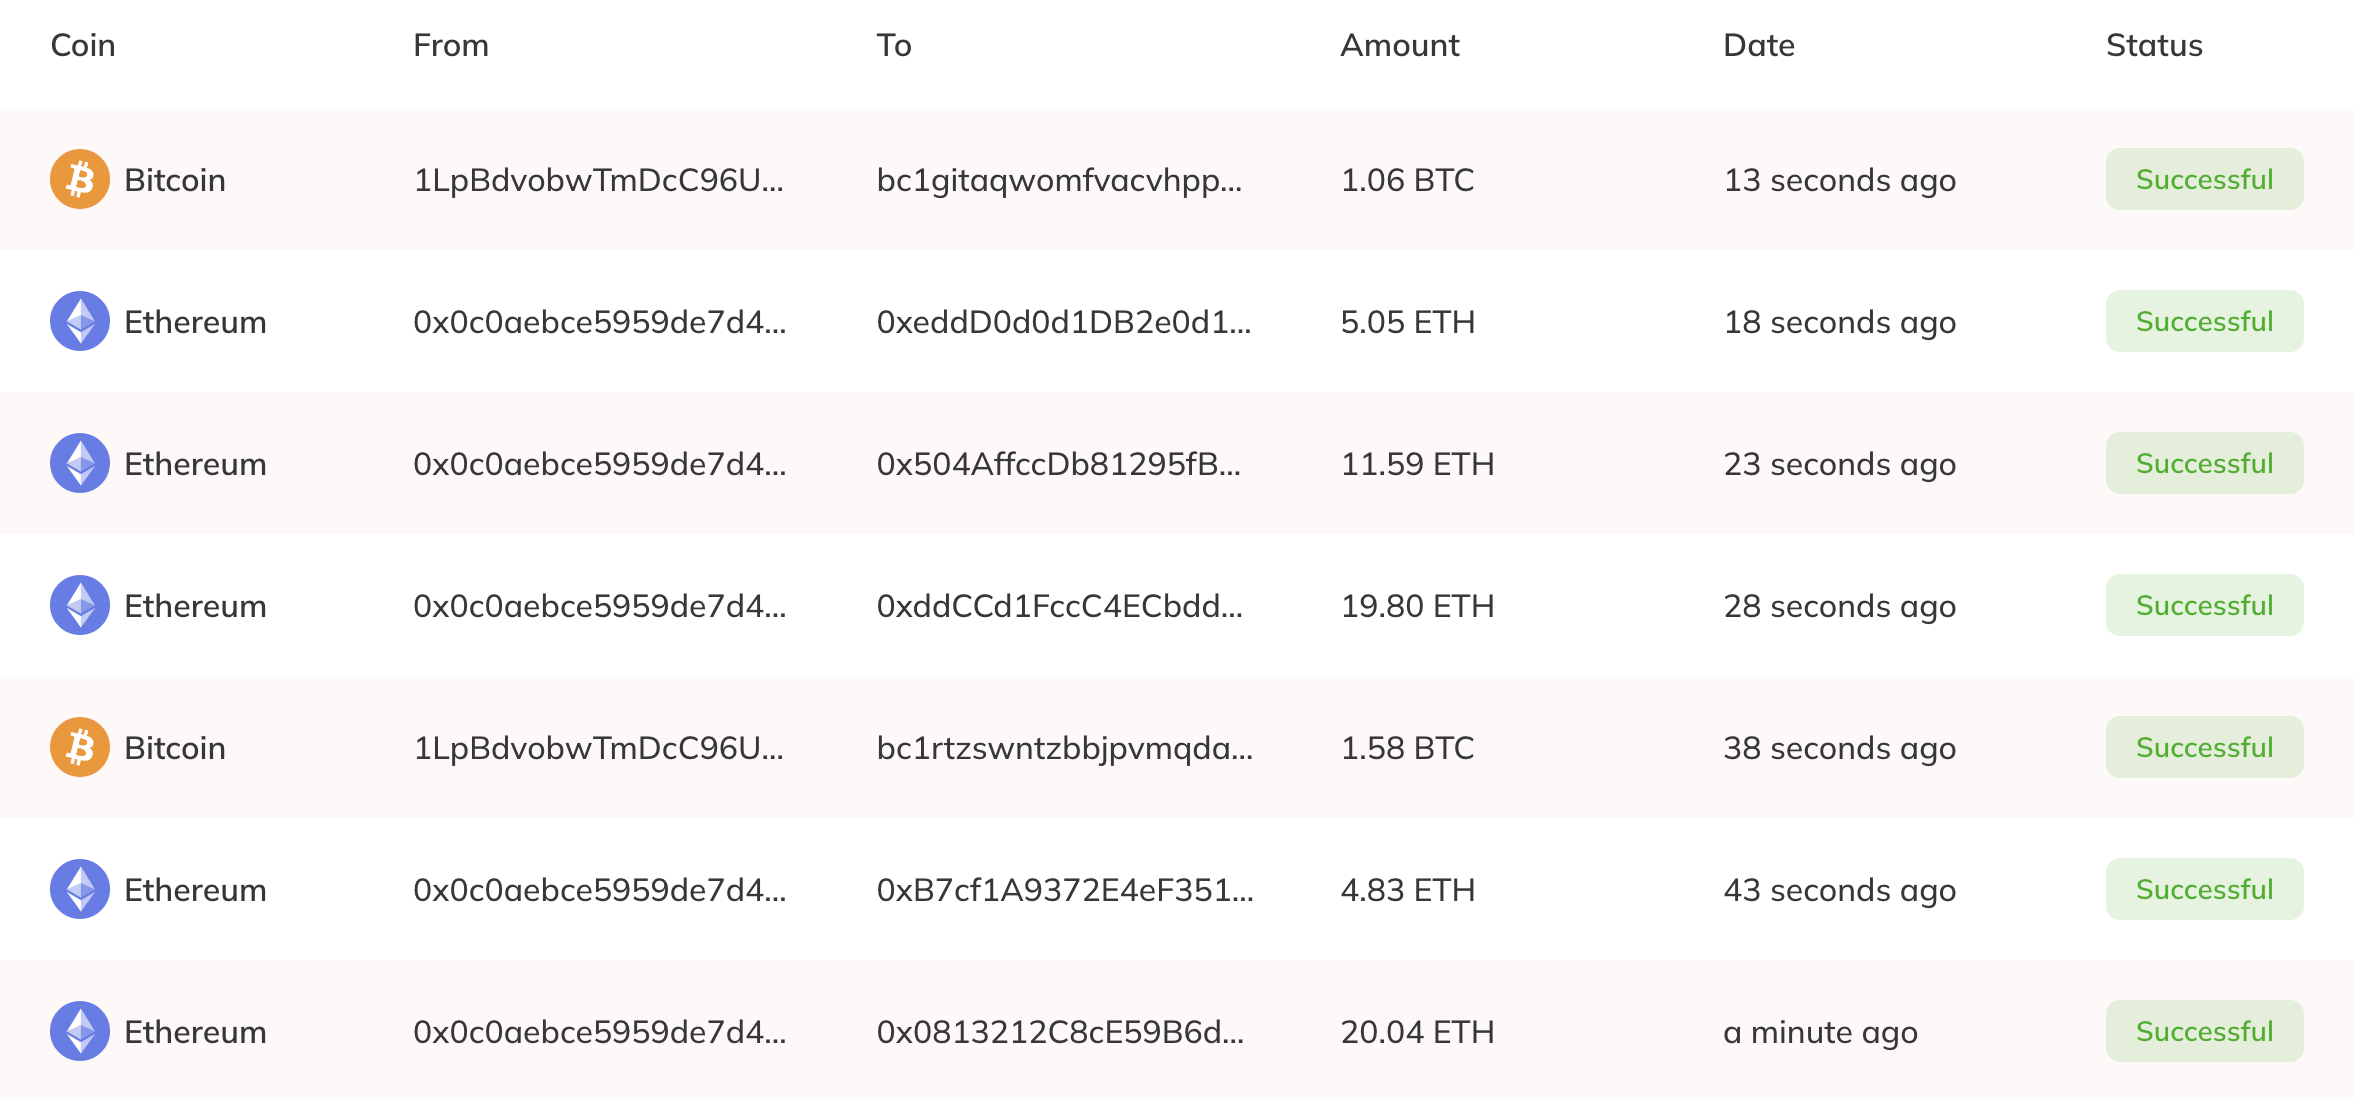 Coin From To Amount Date Status
Bitcoin 1LpBdvobwTmDcC96U... bc1gitaqwomfvacvhpp... 1.06 BTC 13 seconds ago Successful
Ethereum 0x0c0aebce5959de7d4... 0xeddD0d0d1DB2e0d1... 5.05 ETH 18 seconds ago Successful
Ethereum 0x0c0aebce5959de7d4... 0x504AffccDb81295fB... 11.59 ETH 23 seconds ago Successful
Ethereum 0x0c0aebce5959de7d4... 0xddCCd1FccC4ECbdd... 19.80 ETH 28 seconds ago Successful
Bitcoin 1LpBdvobwTmDcC96U... bc1rtzswntzbbjpvmqda... 1.58 BTC 38 seconds ago Successful
Ethereum 0x0c0aebce5959de7d4... 0xB7cf1A9372E4eF351... 4.83 ETH 43 seconds ago Successful
Ethereum 0x0c0aebce5959de7d4... 0x0813212C8cE59B6d... 20.04 ETH a minute ago Successful